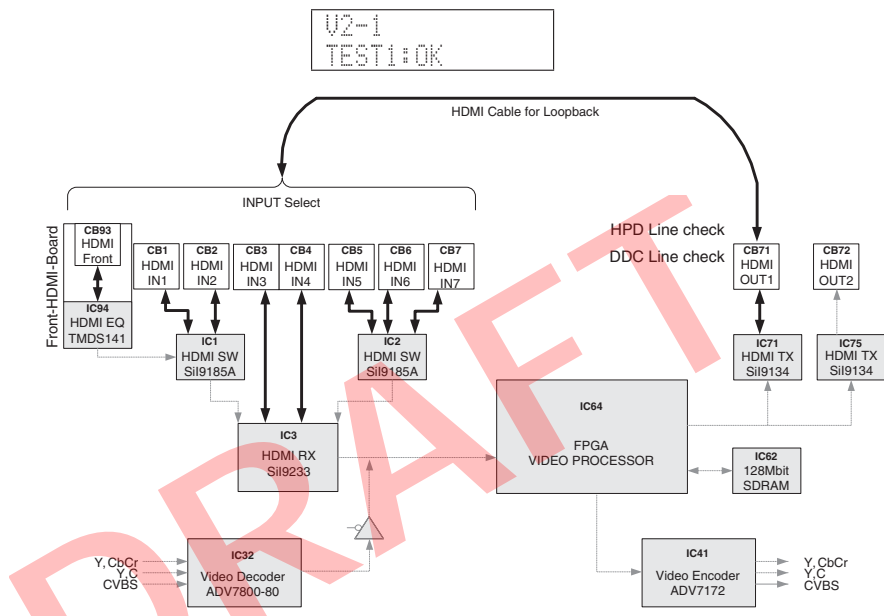 V2-1
TEST1:OK
HDMI Cable for Loopback
INPUT Select
Front-HDMI-Board
CB93
HDMI
Front
CB1
HDMI
IN1
CB2
HDMI
IN2
CB3
HDMI
IN3
CB4
HDMI
IN4
CB5
HDMI
IN5
CB6
HDMI
IN6
CB7
HDMI
IN7
HPD Line check
DDC Line check
CB71
HDMI
OUT1
CB72
HDMI
OUT2
IC94
HDMI EQ
TMDS141
IC1
HDMI SW
SiI9185A
IC2
HDMI SW
SiI9185A
IC71
HDMI TX
SiI9134
IC75
HDMI TX
SiI9134
IC3
HDMI RX
SiI9233
IC64
FPGA
VIDEO PROCESSOR
IC62
128Mbit
SDRAM
Y, CbCr
Y,C
CVBS
IC32
Video Decoder
ADV7800-80
IC41
Video Encoder
ADV7172
Y, CbCr
Y,C
CVBS
DRAFT